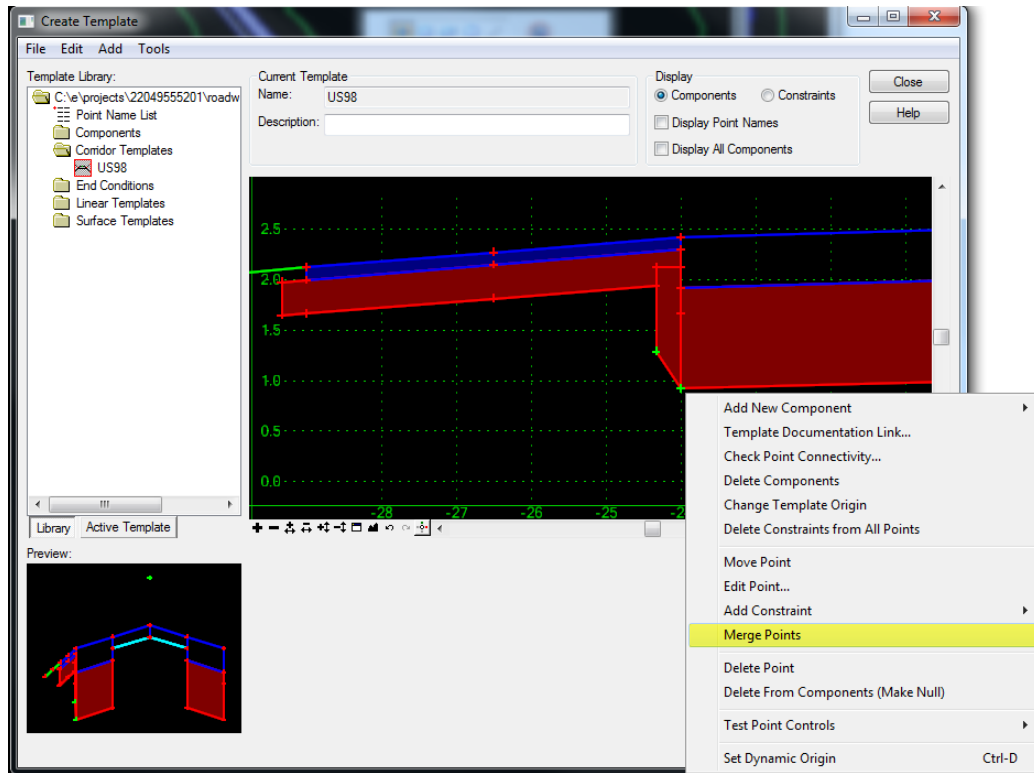 Create Template
File Edit Add Tools
Template Library:
C:\e\projects\22049555201\roadw
Point Name List
Components
Corridor Templates
US98
End Conditions
Linear Templates
Surface Templates
Library Active Template
Preview:
Current Template
Name: US98
Description:
Display
Components Constraints
Display Point Names
Display All Components
Close
Help
2.5
2.0
1.5
1.0
0.5
0.0
-28 -27 -26 -25 -2
Add New Component
Template Documentation Link...
Check Point Connectivity...
Delete Components
Change Template Origin
Delete Constraints from All Points
Move Point
Edit Point...
Add Constraint
Merge Points
Delete Point
Delete From Components (Make Null)
Test Point Controls
Set Dynamic Origin Ctrl-D